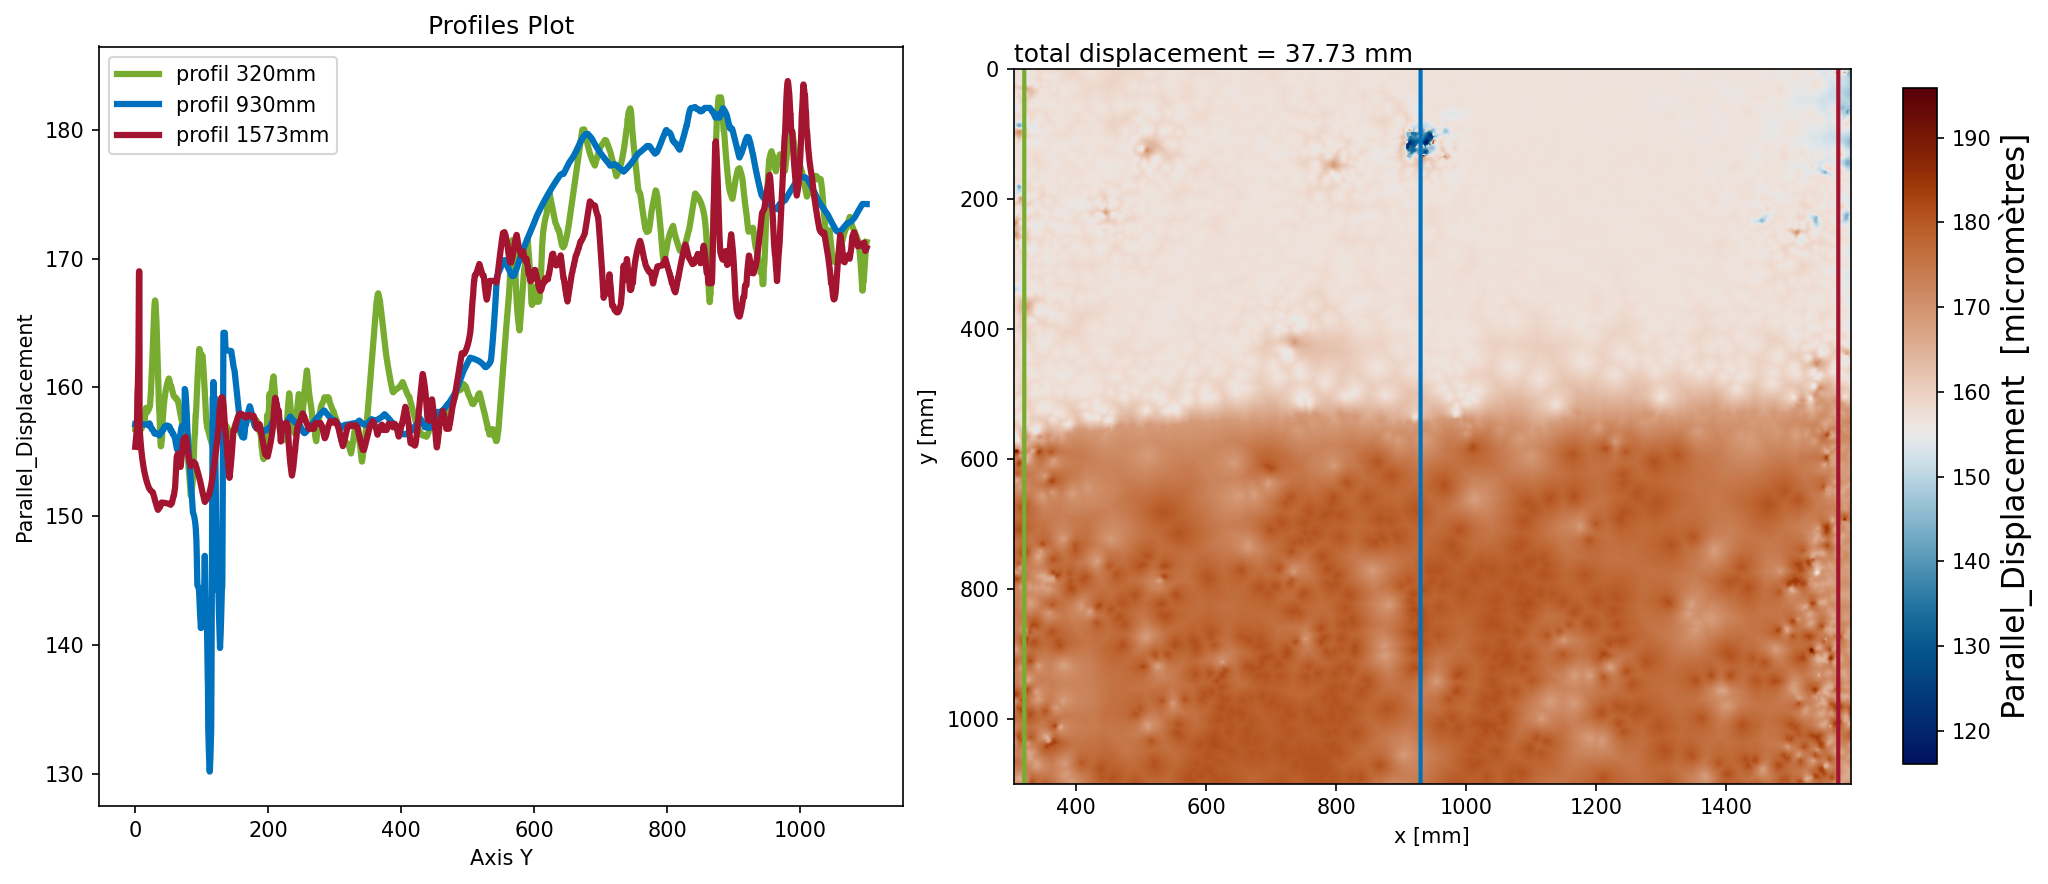 Profiles Plot
profil 320mm
profil 930mm
profil 1573mm
180
170
160
150
140
130
Parallel_Displacement
0 200 400 600 800 1000
Axis Y
total displacement = 37.73 mm
0
200
400
600
800
1000
y [mm]
400 600 800 1000 1200 1400
x [mm]
190
180
170
160
150
140
130
120
Parallel_Displacement [micromètres]